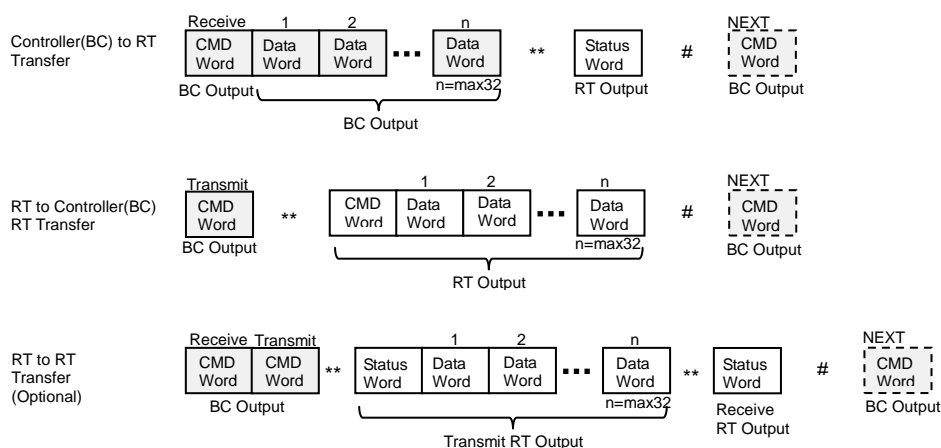 Receive 1 2 n NEXT
Controller(BC) to RT
Transfer
CMD Word Data Word Data Word ... Data Word ** Status Word # CMD Word
n=max32
BC Output RT Output BC Output
BC Output
Transmit 1 2 n NEXT
RT to Controller(BC)
RT Transfer
CMD Word ** CMD Word Data Word Data Word ... Data Word # CMD Word
BC Output n=max32 BC Output
RT Output
Receive Transmit 1 2 n NEXT
RT to RT
Transfer
(Optional)
CMD Word CMD Word ** Status Word Data Word Data Word ... Data Word ** Status Word # CMD Word
BC Output n=max32 Receive RT Output BC Output
Transmit RT Output